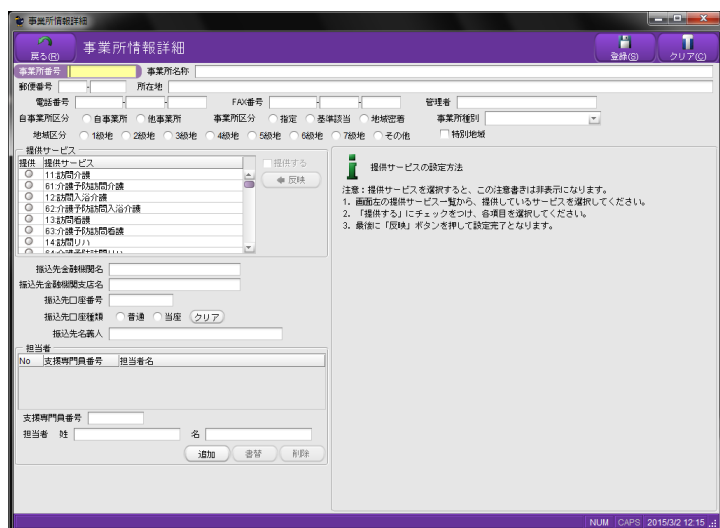 事業所情報詳細
戻る(R) 事業所情報詳細 登録(S) クリア(C)
事業所番号 事業所名称
郵便番号 - 所在地
電話番号 - - FAX番号 - - 管理者
自事業所区分 自事業所 他事業所 事業所区分 指定 基準該当 地域密着 事業所種別
地域区分 1級地 2級地 3級地 4級地 5級地 6級地 7級地 その他 特別地域
提供サービス
提供 提供サービス
11:訪問介護
61:介護予防訪問介護
12:訪問入浴介護
62:介護予防訪問入浴介護
13:訪問看護
63:介護予防訪問看護
14:訪問リハ
64:介護予防訪問リハ
提供する
反映
提供サービスの設定方法
注意:提供サービスを選択すると、この注意書きは非表示になります。
1. 画面左の提供サービス一覧から、提供しているサービスを選択してください。
2. 「提供する」にチェックをつけ、各項目を選択してください。
3. 最後に「反映」ボタンを押して設定完了となります。
振込先金融機関名
振込先金融機関支店名
振込先口座番号
振込先口座種類 普通 当座 クリア
振込先名義人
担当者
No 支援専門員番号 担当者名
支援専門員番号
担当者 姓 名
追加 書替 削除
NUM CAPS 2015/3/2 12:15